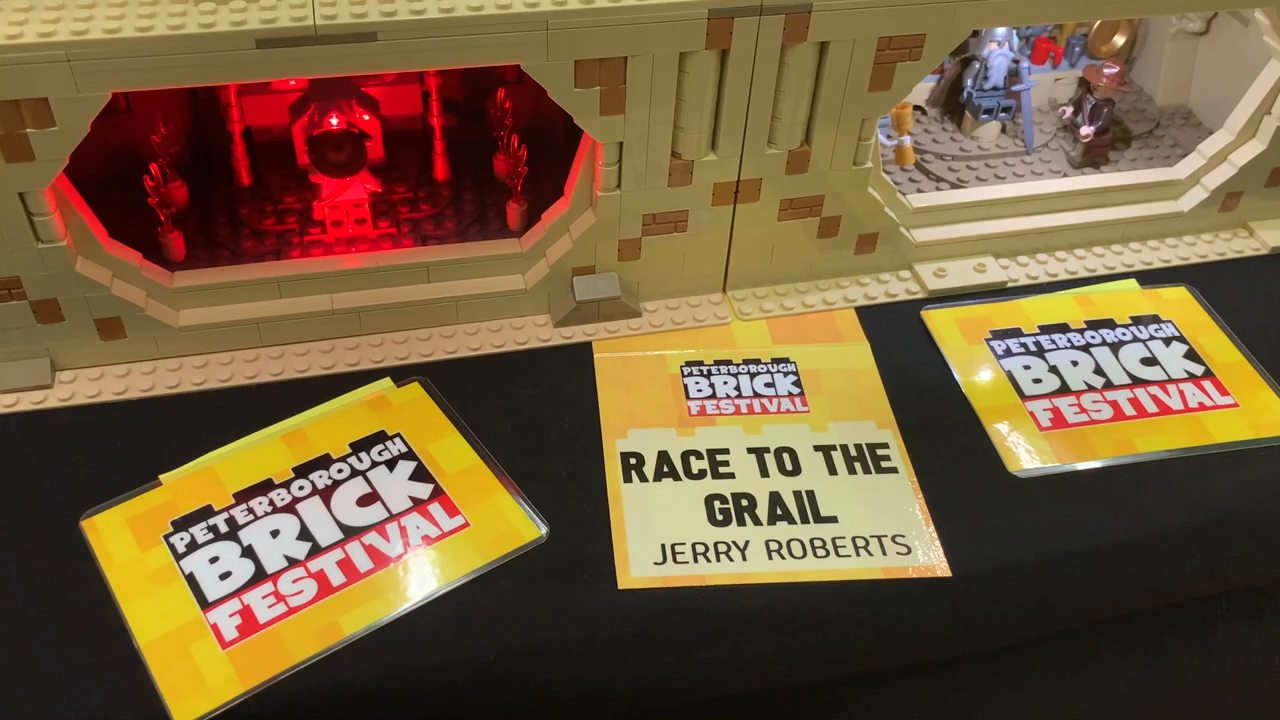 PETERBOROUGH
BRICK
FESTIVAL
PETERBOROUGH
BRICK
FESTIVAL
RACE TO THE
GRAIL
JERRY ROBERTS
PETERBOROUGH
BRICK
FESTIVAL